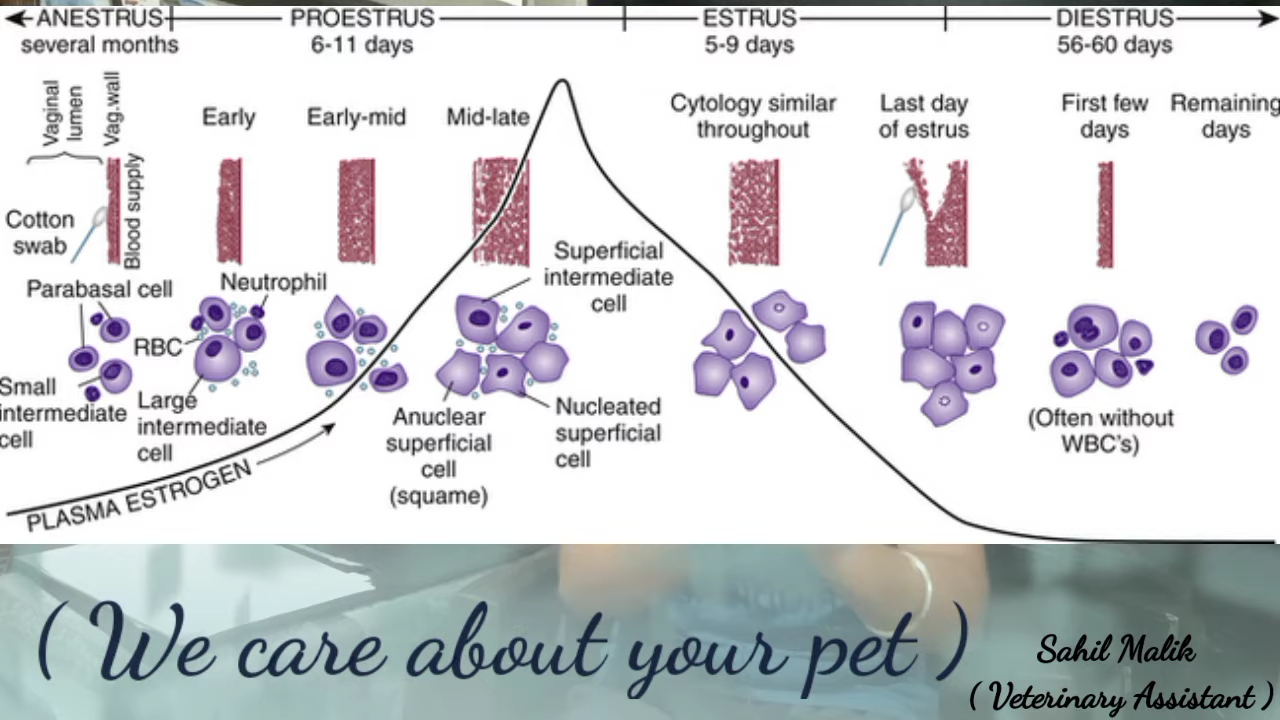 ANESTRUS
several months
PROESTRUS
6-11 days
ESTRUS
5-9 days
DIESTRUS
56-60 days
Vaginal
lumen
Vag.wall
Blood supply
Cotton
swab
Early
Early-mid
Mid-late
Cytology similar
throughout
Last day
of estrus
First few
days
Remaining
days
Parabasal cell
Neutrophil
RBC
Small
intermediate
cell
Large
intermediate
cell
Superficial
intermediate
cell
Anuclear
superficial
cell
(squame)
Nucleated
superficial
cell
(Often without
WBC's)
PLASMA ESTROGEN
( We care about your pet )
Sahil Malik
( Veterinary Assistant )